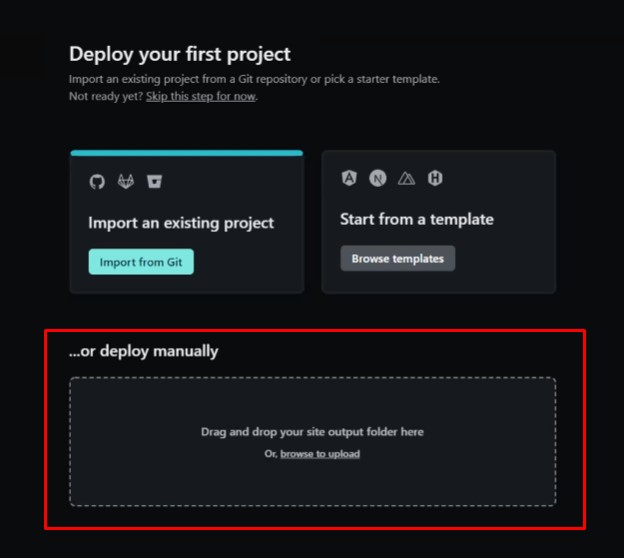 Deploy your first project
Import an existing project from a Git repository or pick a starter template.
Not ready yet? Skip this step for now.
Import an existing project
Import from Git
Start from a template
Browse templates
...or deploy manually
Drag and drop your site output folder here
Or, browse to upload